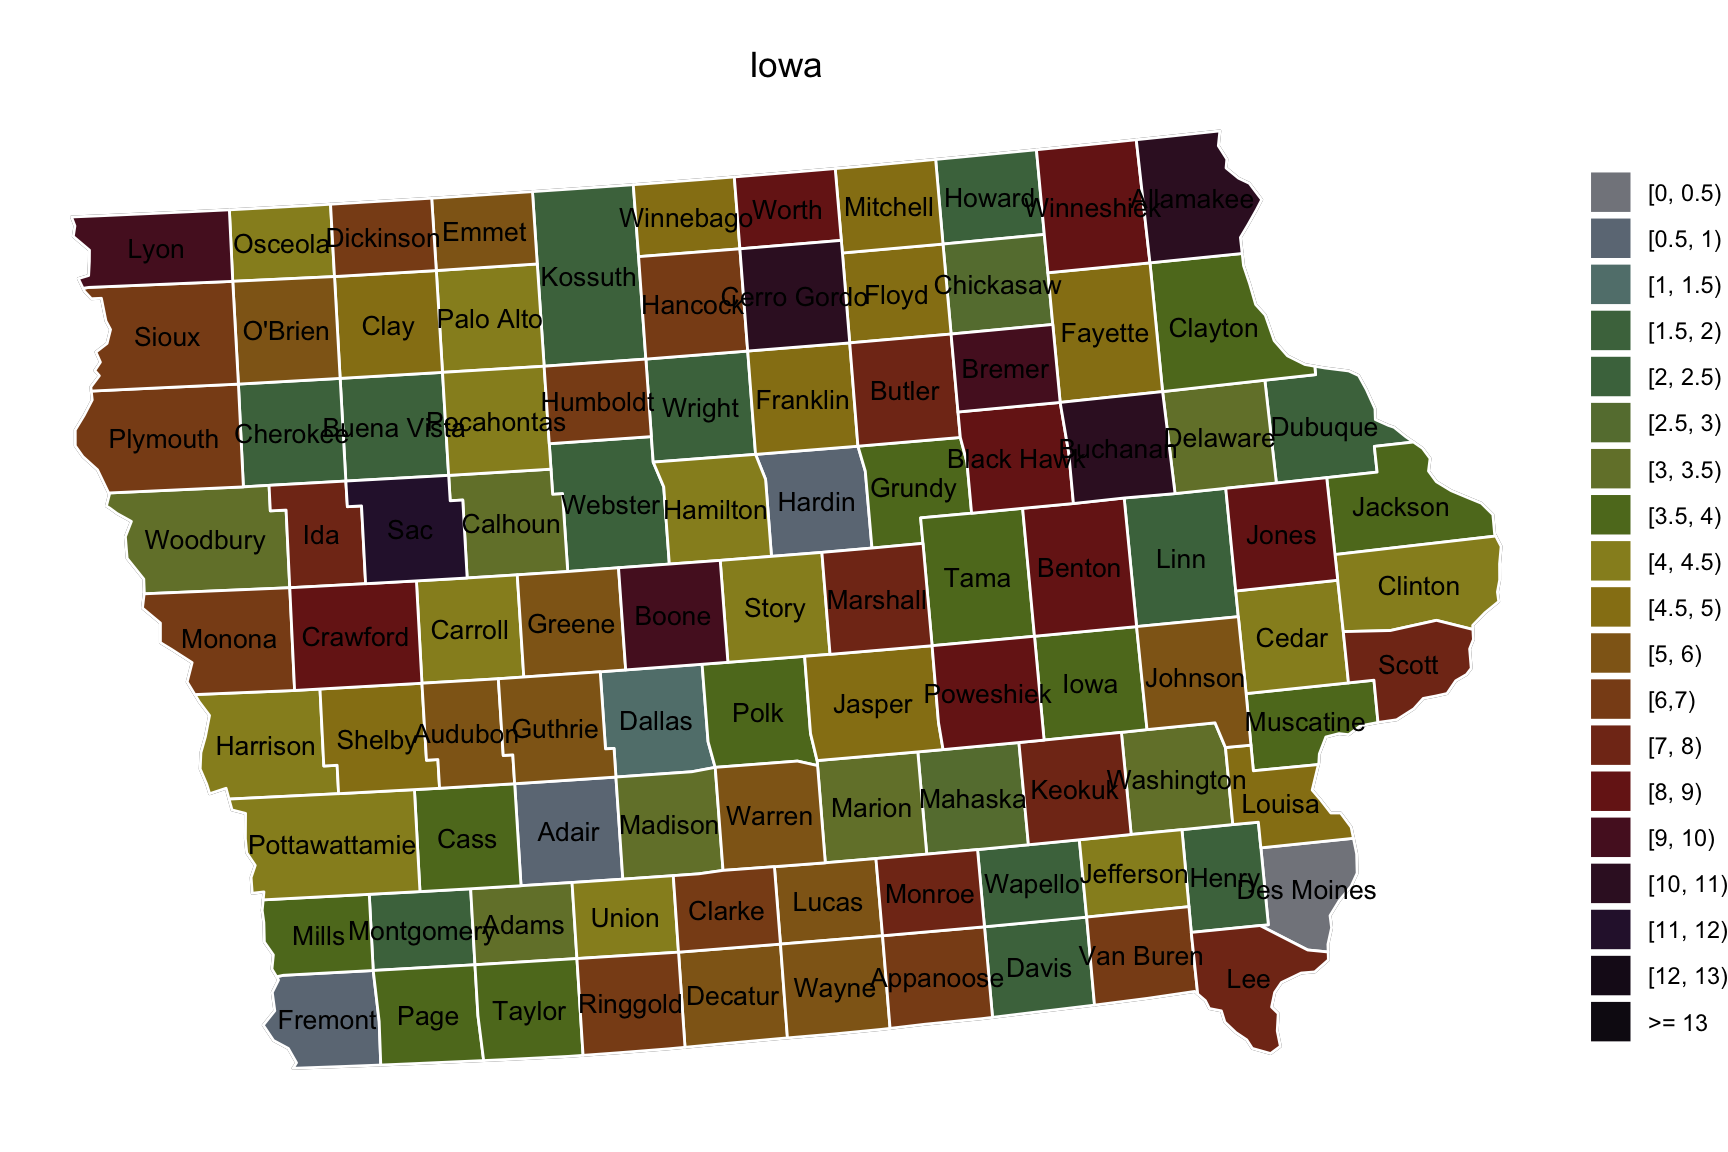 Iowa
Lyon
Osceola
Dickinson
Emmet
Kossuth
Winnebago
Worth
Mitchell
Howard
Winneshiek
Allamakee
Sioux
O'Brien
Clay
Palo Alto
Hancock
Cerro Gordo
Floyd
Chickasaw
Fayette
Clayton
Plymouth
Cherokee
Buena Vista
Pocahontas
Humboldt
Wright
Franklin
Butler
Bremer
Black Hawk
Buchanan
Delaware
Dubuque
Woodbury
Ida
Sac
Calhoun
Webster
Hamilton
Hardin
Grundy
Tama
Benton
Linn
Jones
Jackson
Clinton
Monona
Crawford
Carroll
Greene
Boone
Story
Marshall
Cedar
Scott
Harrison
Shelby
Audubon
Guthrie
Dallas
Polk
Jasper
Poweshiek
Iowa
Johnson
Muscatine
Pottawattamie
Cass
Adair
Madison
Warren
Marion
Mahaska
Keokuk
Washington
Louisa
Mills
Montgomery
Adams
Union
Clarke
Lucas
Monroe
Wapello
Jefferson
Henry
Des Moines
Fremont
Page
Taylor
Ringgold
Decatur
Wayne
Appanoose
Davis
Van Buren
Lee
[0, 0.5)
[0.5, 1)
[1, 1.5)
[1.5, 2)
[2, 2.5)
[2.5, 3)
[3, 3.5)
[3.5, 4)
[4, 4.5)
[4.5, 5)
[5, 6)
[6,7)
[7, 8)
[8, 9)
[9, 10)
[10, 11)
[11, 12)
[12, 13)
>= 13